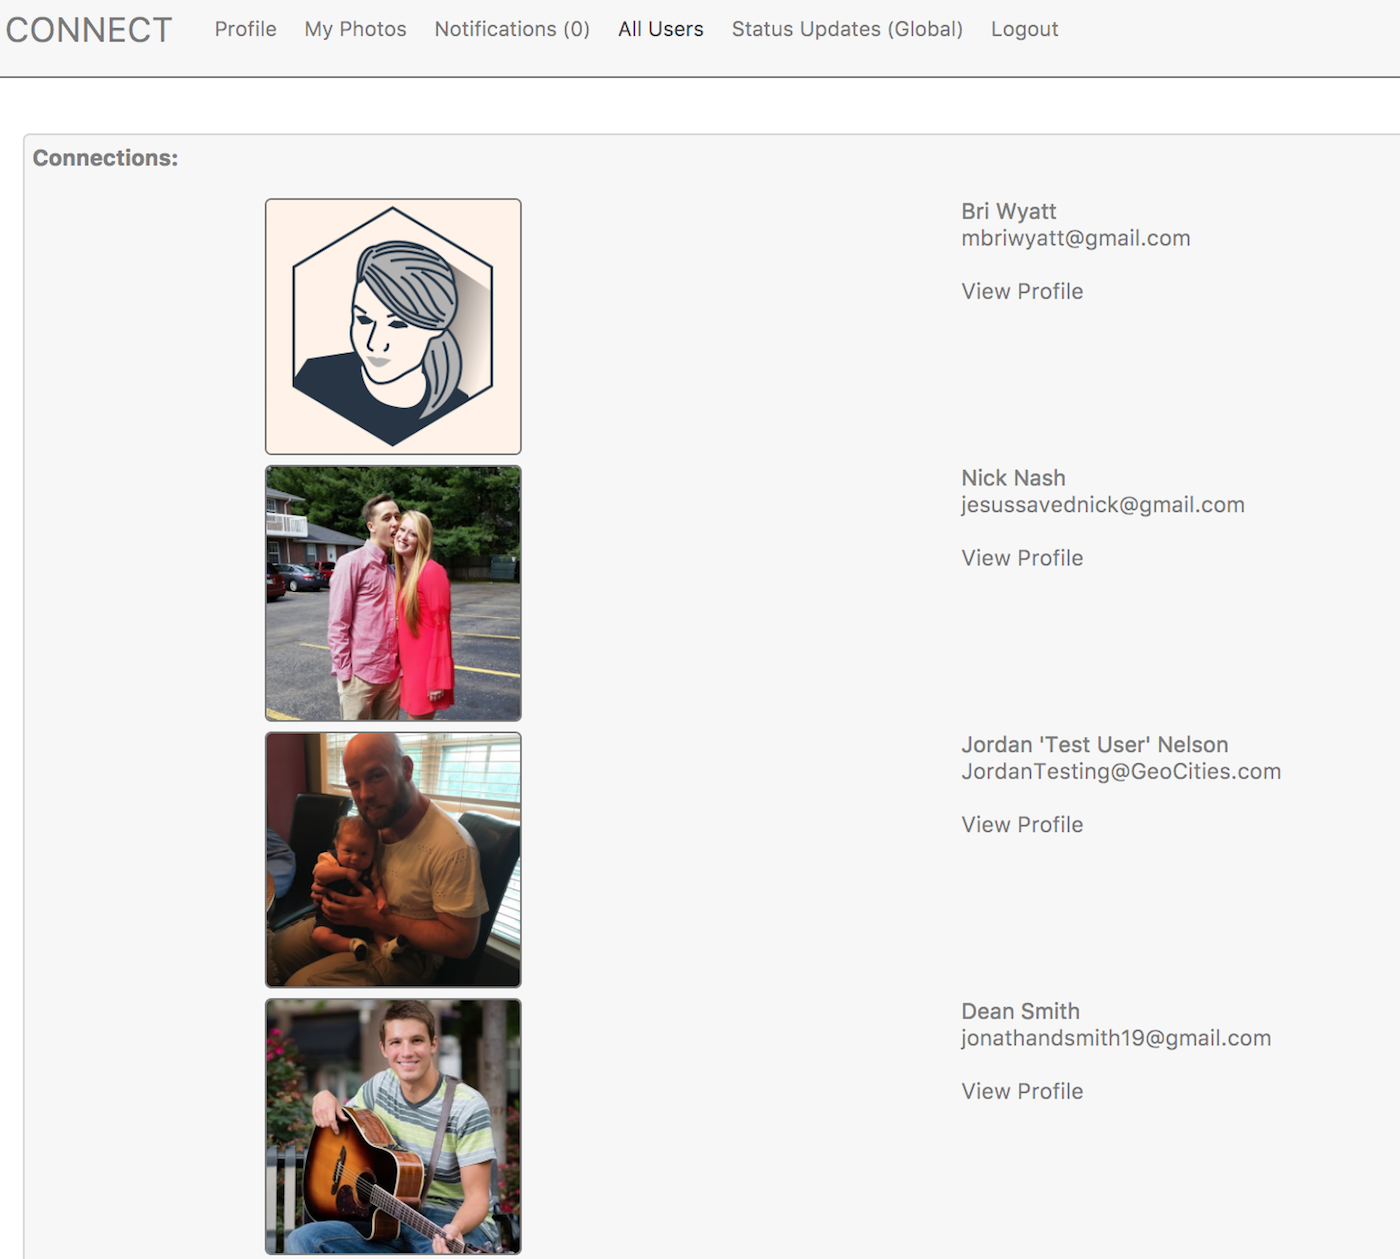 CONNECT Profile My Photos Notifications (0) All Users Status Updates (Global) Logout
Connections:
Bri Wyatt
mbriwyatt@gmail.com
View Profile
Nick Nash
jesussavednick@gmail.com
View Profile
Jordan 'Test User' Nelson
JordanTesting@GeoCities.com
View Profile
Dean Smith
jonathandsmith19@gmail.com
View Profile